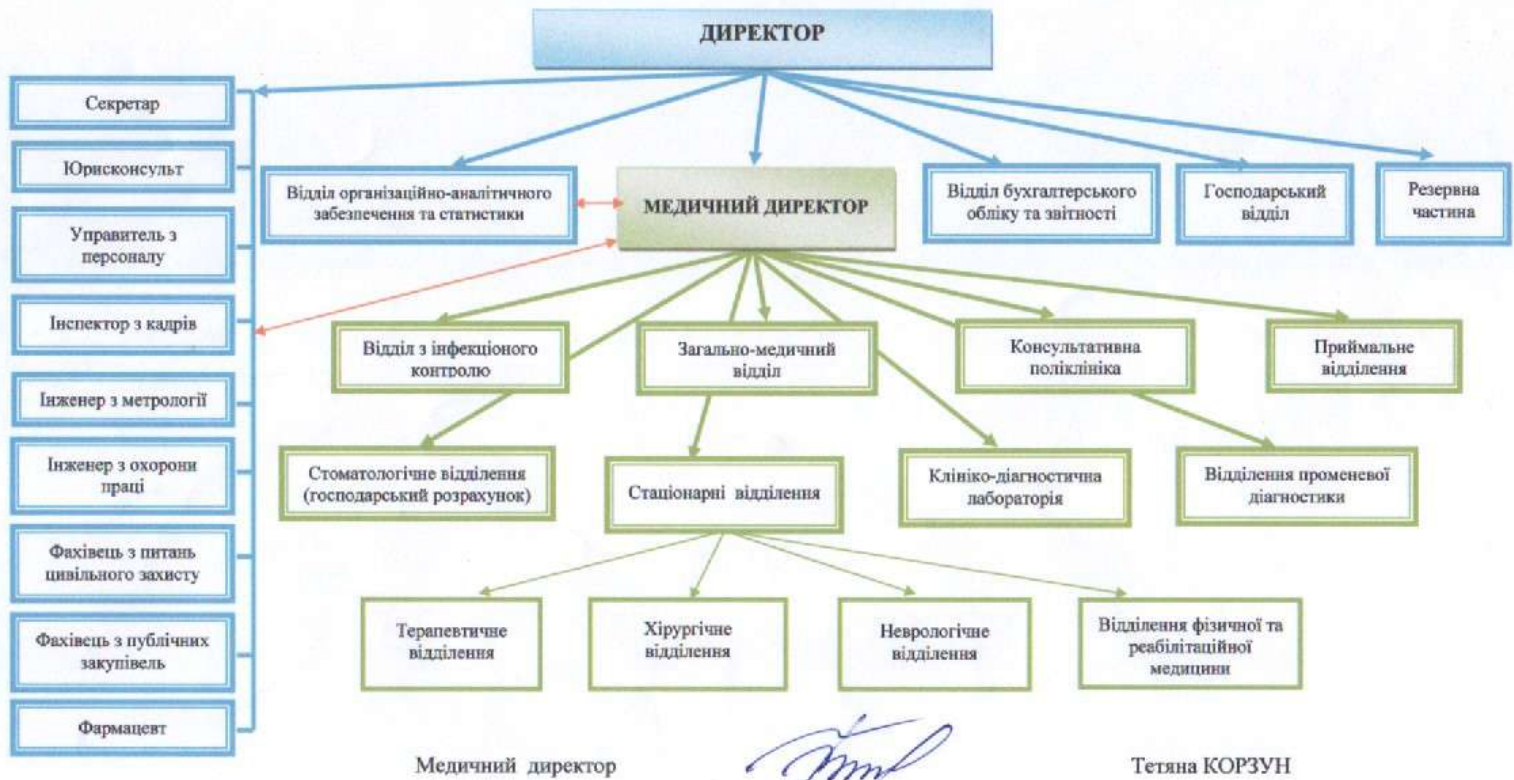 ДИРЕКТОР
Секретар
Юрисконсульт
Управитель з
персоналу
Інспектор з кадрів
Інженер з метрології
Інженер з охорони
праці
Фахівець з питань
цивільного захисту
Фахівець з публічних
закупівель
Фармацевт
Відділ організаційно-аналітичного
забезпечення та статистики
МЕДИЧНИЙ ДИРЕКТОР
Відділ бухгалтерського
обліку та звітності
Господарський
відділ
Резервна
частина
Відділ з інфекціоного
контролю
Загально-медичний
відділ
Консультативна
поліклініка
Приймальне
відділення
Стоматологічне відділення
(господарський розрахунок)
Стаціонарні відділення
Клініко-діагностична
лабораторія
Відділення променевої
діагностики
Терапевтичне
відділення
Хірургічне
відділення
Неврологічне
відділення
Відділення фізичної та
реабілітаційної
медицини
Медичний директор
Тетяна КОРЗУН